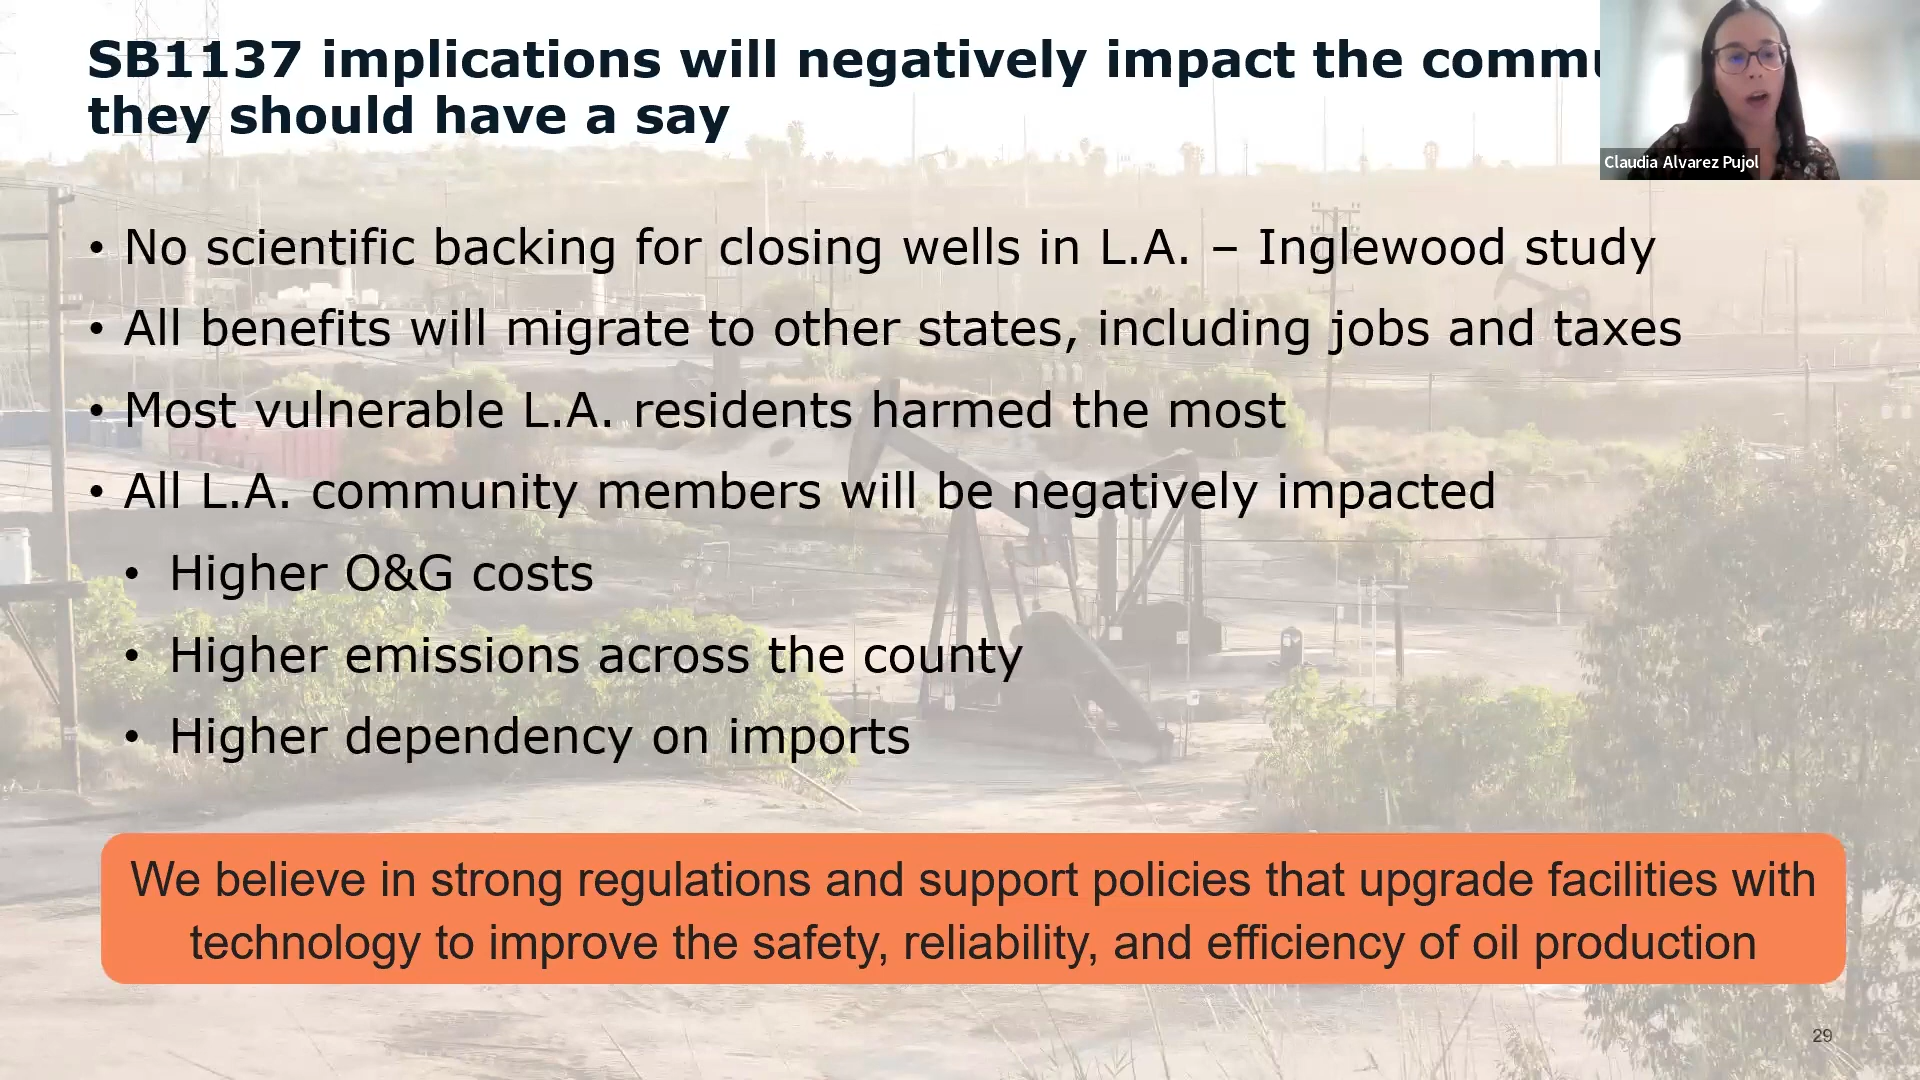 SB1137 implications will negatively impact the
they should have a say
Claudia Alvarez Pujol
• No scientific backing for closing wells in L.A. – Inglewood study
• All benefits will migrate to other states, including jobs and taxes
• Most vulnerable L.A. residents harmed the most
• All L.A. community members will be negatively impacted
• Higher O&G costs
• Higher emissions across the county
• Higher dependency on imports
We believe in strong regulations and support policies that upgrade facilities with
technology to improve the safety, reliability, and efficiency of oil production
29